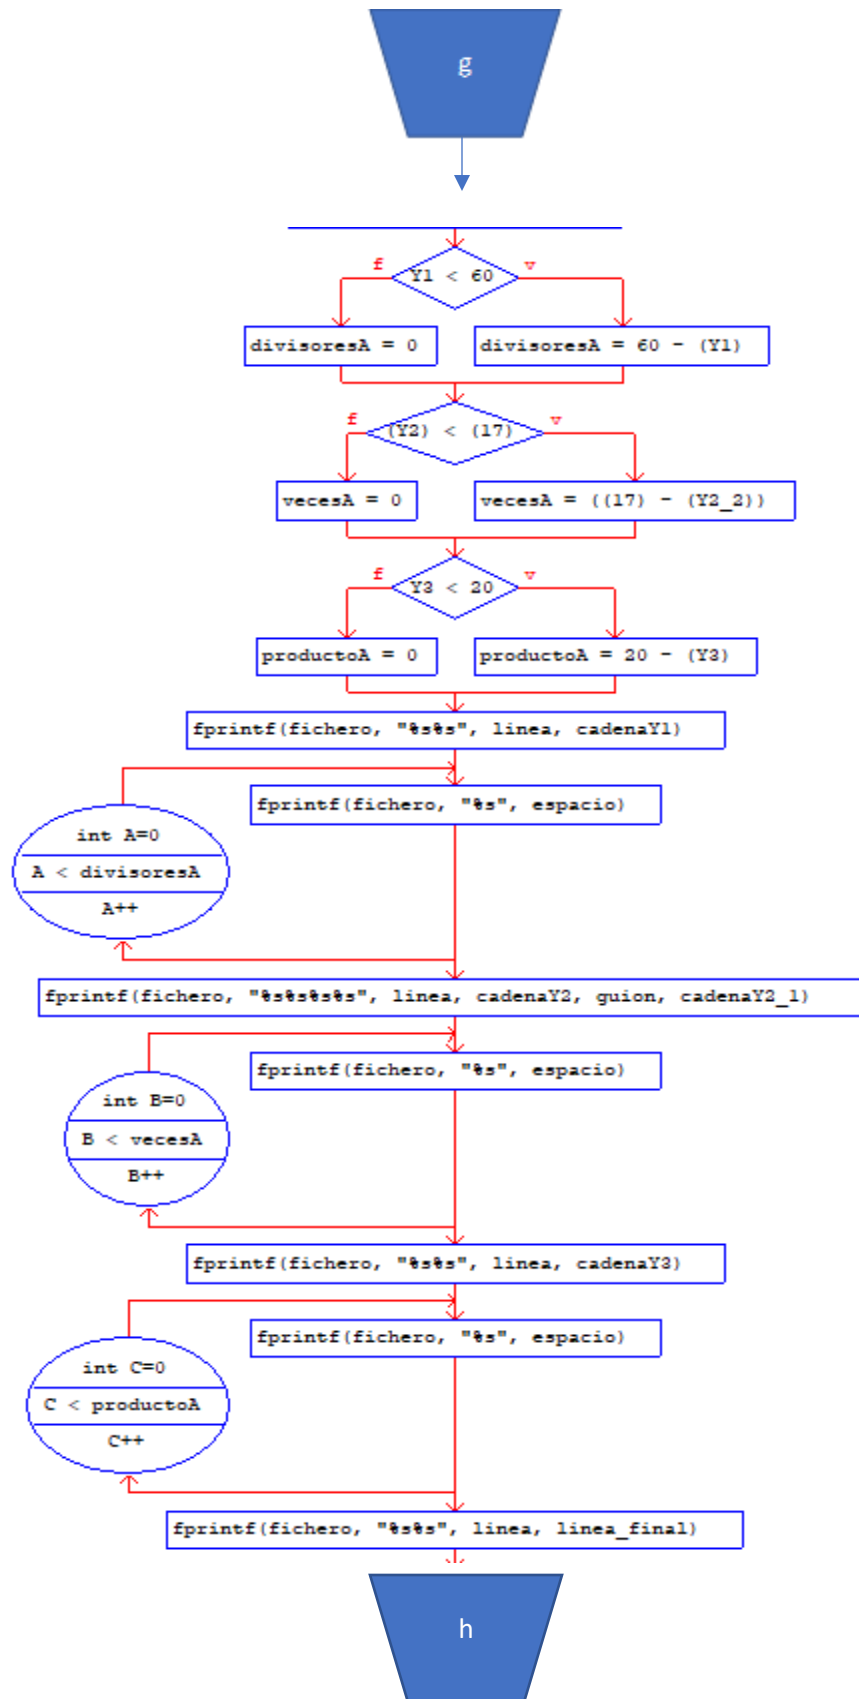 g
f
Y1 < 60
v
divisoresA = 0
divisoresA = 60 - (Y1)
f
(Y2) < (17)
v
vecesA = 0
vecesA = ((17) - (Y2_2))
f
Y3 < 20
v
productoA = 0
productoA = 20 - (Y3)
fprintf(fichero, "%s%s", linea, cadenaY1)
fprintf(fichero, "%s", espacio)
int A=0
A < divisoresA
A++
fprintf(fichero, "%s%s%s%s", linea, cadenaY2, guion, cadenaY2_1)
fprintf(fichero, "%s", espacio)
int B=0
B < vecesA
B++
fprintf(fichero, "%s%s", linea, cadenaY3)
fprintf(fichero, "%s", espacio)
int C=0
C < productoA
C++
fprintf(fichero, "%s%s", linea, linea_final)
h